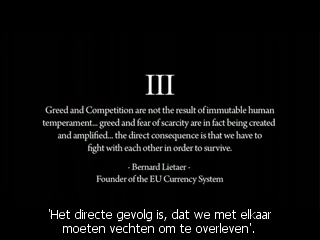 III
Greed and Competition are not the result of immutable human
temperament... greed and fear of scarcity are in fact being created
and amplified... the direct consequence is that we have to
fight with each other in order to survive.
- Bernard Lietaer -
Founder of the EU Currency System
'Het directe gevolg is, dat we met elkaar
moeten vechten om te overleven'.